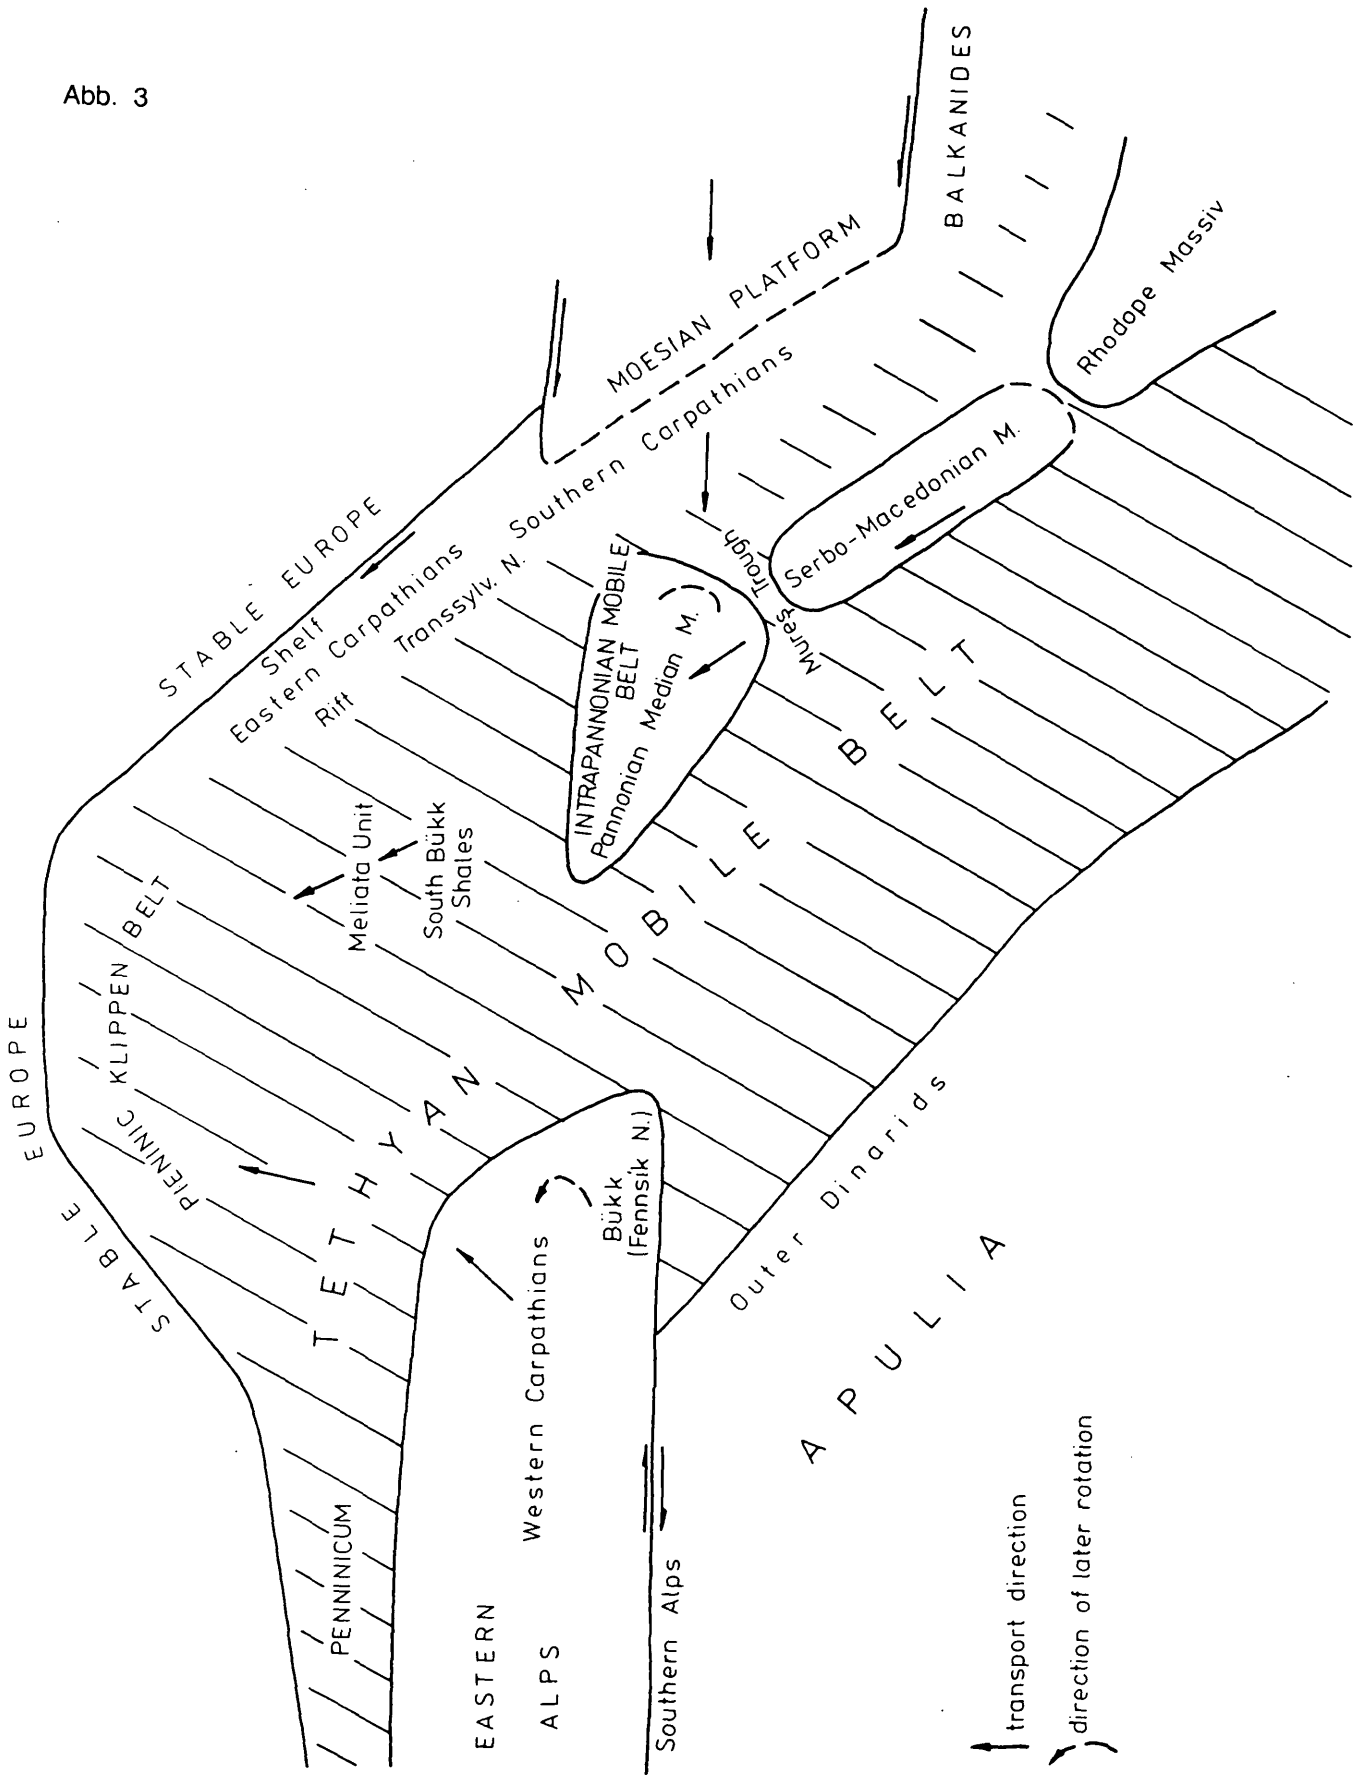 Abb. 3
STABLE EUROPE
STABLE EUROPE
PIENINIC KLIPPEN BELT
Shelf
Eastern Carpathians
Rift
Transsylv. N.
Southern Carpathians
MOESIAN PLATFORM
BALKANIDES
Rhodope Massiv
Serbo-Macedonian M.
Mureş Trough
INTRAPANNONIAN MOBILE
BELT
Pannonian Median M.
Meliata Unit
South Bükk
Shales
TETHYAN MOBILE BELT
PENNINICUM
EASTERN
ALPS
Western Carpathians
Bükk
(Fennsík N.)
Southern Alps
Outer Dinarids
APULIA
transport direction
direction of later rotation